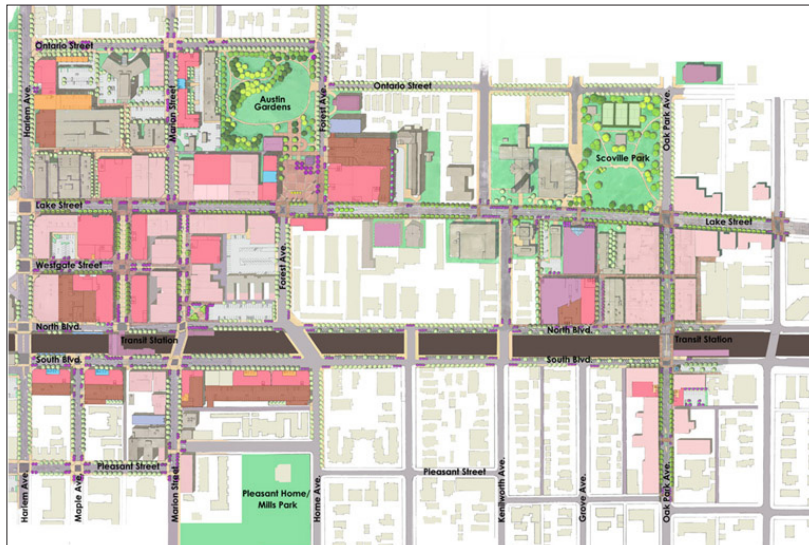 Ontario Street
Harlem Ave.
Marion Street
Austin
Gardens
Forest Ave.
Ontario Street
Scoville Park
Oak Park Ave.
Lake Street
Lake Street
Westgate Street
Forest Ave.
North Blvd.
Transit Station
South Blvd.
North Blvd.
Transit Station
South Blvd.
Pleasant Street
Pleasant Street
Pleasant Home/
Mills Park
Harlem Ave.
Maple Ave.
Marion Street
Home Ave.
Kenilworth Ave.
Grove Ave.
Oak Park Ave.